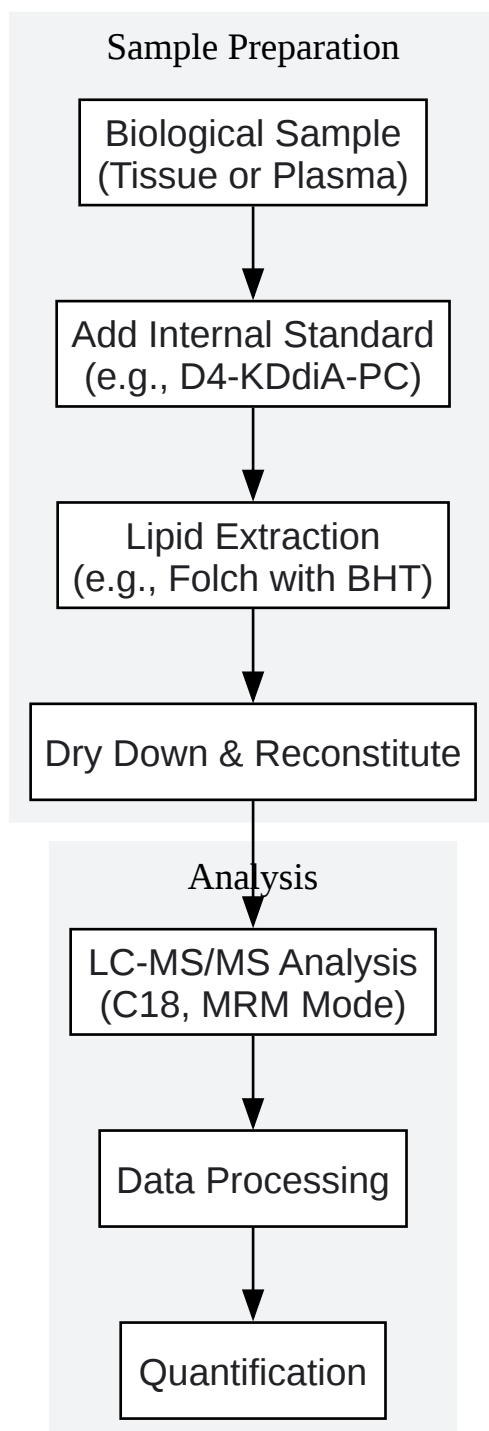 Sample Preparation
Biological Sample
(Tissue or Plasma)
Add Internal Standard
(e.g., D4-KDdiA-PC)
Lipid Extraction
(e.g., Folch with BHT)
Dry Down & Reconstitute
Analysis
LC-MS/MS Analysis
(C18, MRM Mode)
Data Processing
Quantification